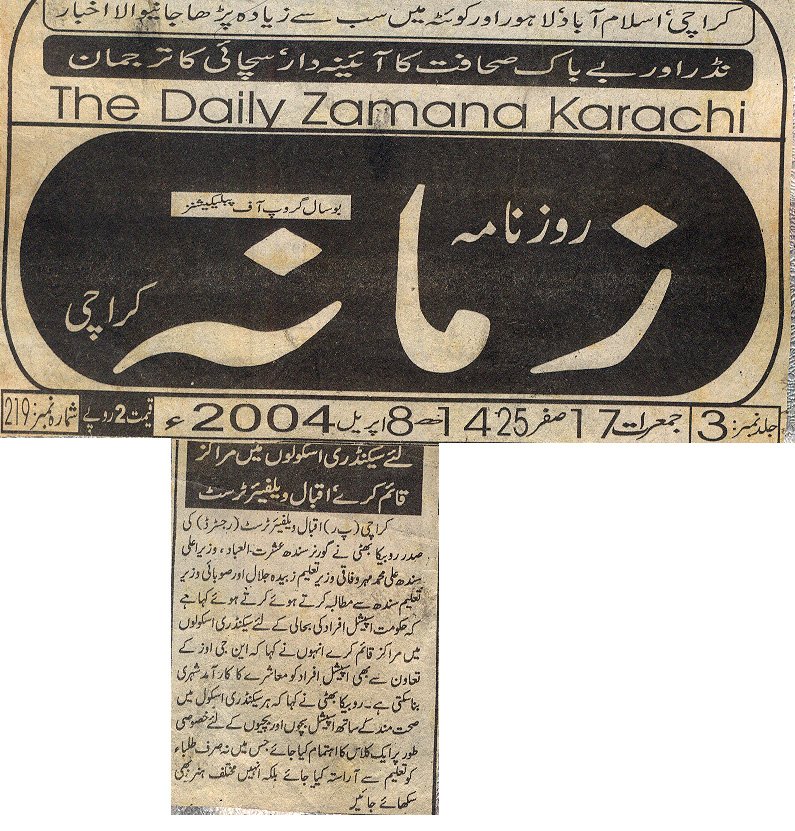 کراچی، اسلام آباد، لاہور اور کوئٹہ میں سب سے زیادہ پڑھا جانیوالا اخبار
نڈر اور بے باک صحافت کا آئینہ دار، سچائی کا ترجمان
The Daily Zamana Karachi
روزنامہ
زمانہ
بوسال گروپ آف پبلیکیشنز
کراچی
جلد نمبر: 3 جمعرات 17 صفر 1425ھ 8 اپریل 2004ء قیمت 2 روپے شمارہ نمبر: 219
لئے سیکنڈری اسکولوں میں مراکز
قائم کرے، اقبال ویلفیئر ٹرسٹ
کراچی (پ ر) اقبال ویلفیئر ٹرسٹ (رجسٹرڈ) کی
صدر روبیکا بھٹی نے گورنر سندھ عشرت العباد، وزیراعلی
سندھ علی محمد مہر وفاقی وزیر تعلیم زبیدہ جلال اور صوبائی وزیر
تعلیم سندھ سے مطالبہ کرتے ہوئے کرتے ہوئے کہا ہے
کہ حکومت اسپیشل افراد کی بحالی کے لئے سیکنڈری اسکولوں
میں مراکز قائم کرے انہوں نے کہا کہ این جی اوز کے
تعاون سے بھی اسپیشل افراد کو معاشرے کا کار آمد شہری
بنا سکتی ہے۔ روبیکا بھٹی نے کہا کہ ہر سیکنڈری اسکول میں
صحت مند کے ساتھ اسپیشل بچوں اور بچیوں کے لئے خصوصی
طور پر ایک کلاس کا اہتمام کیا جائے جس میں نہ صرف طلباء
کو تعلیم سے آراستہ کیا جائے بلکہ انہیں مختلف ہنر بھی
سکھائے جائیں